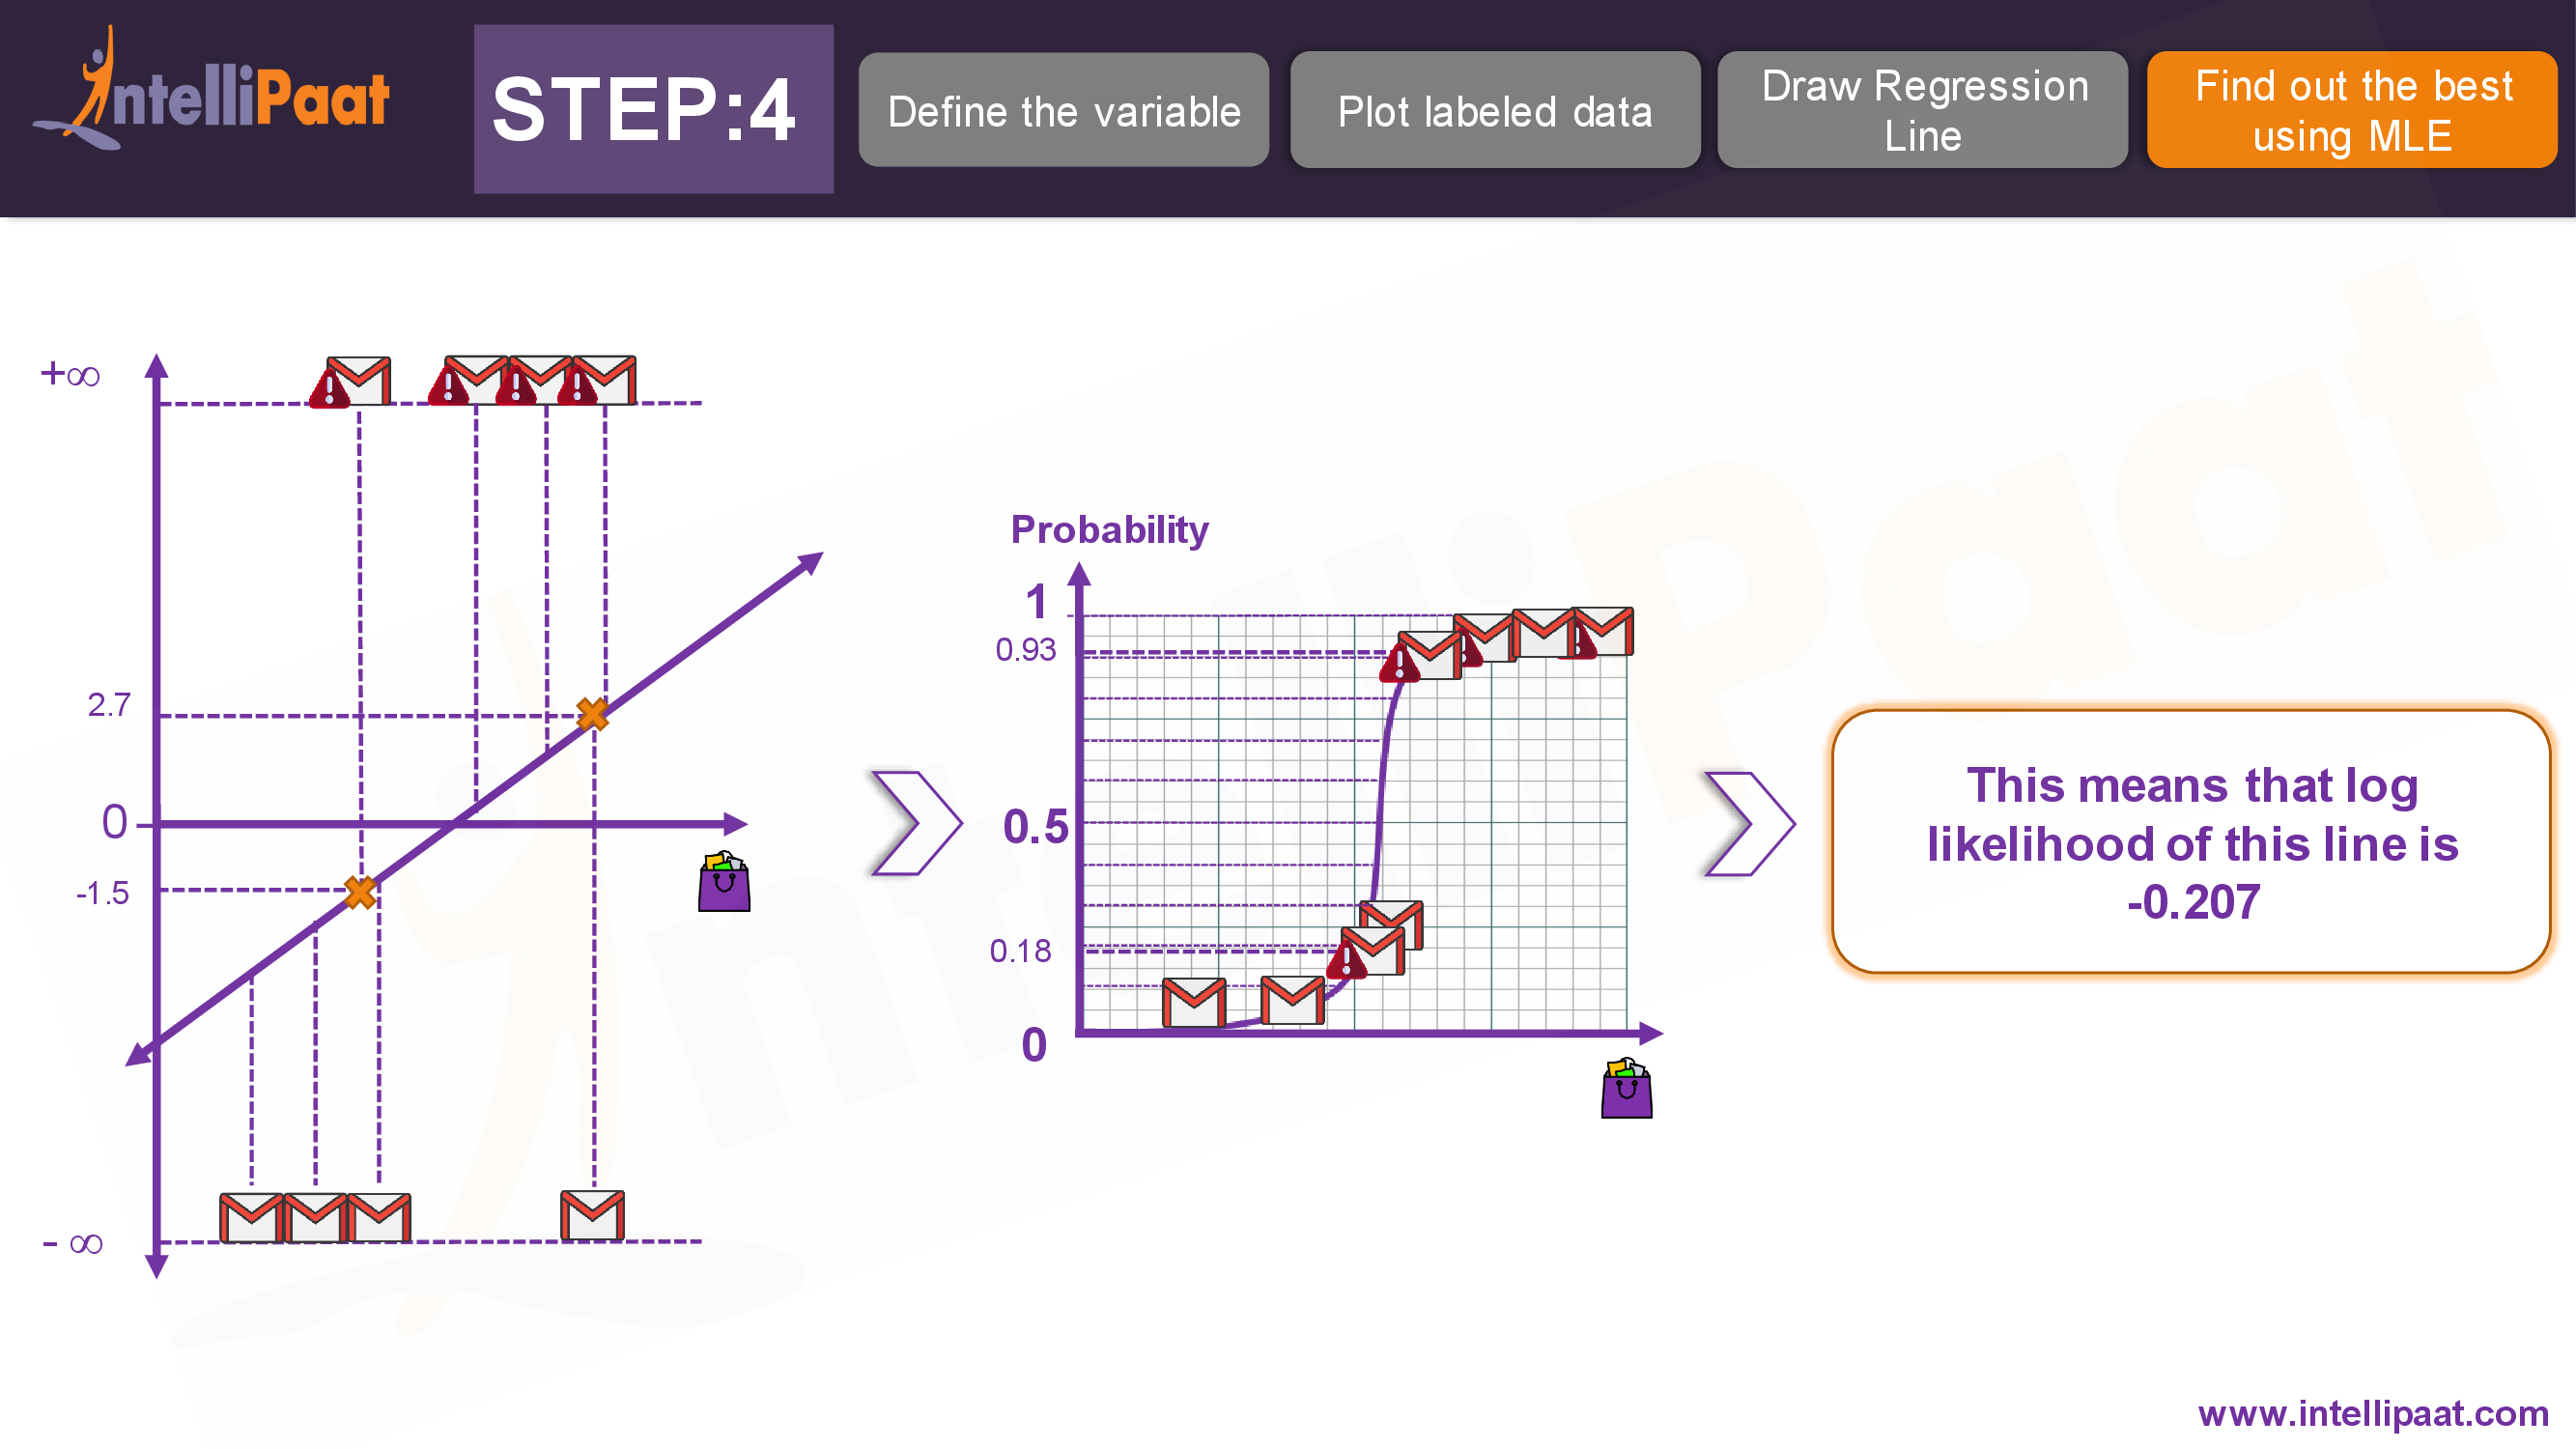 IntelliPaat
STEP:4
Define the variable
Plot labeled data
Draw Regression
Line
Find out the best
using MLE
+∞
2.7
0
-1.5
- ∞
Probability
1
0.93
0.5
0.18
0
This means that log
likelihood of this line is
-0.207
www.intellipaat.com